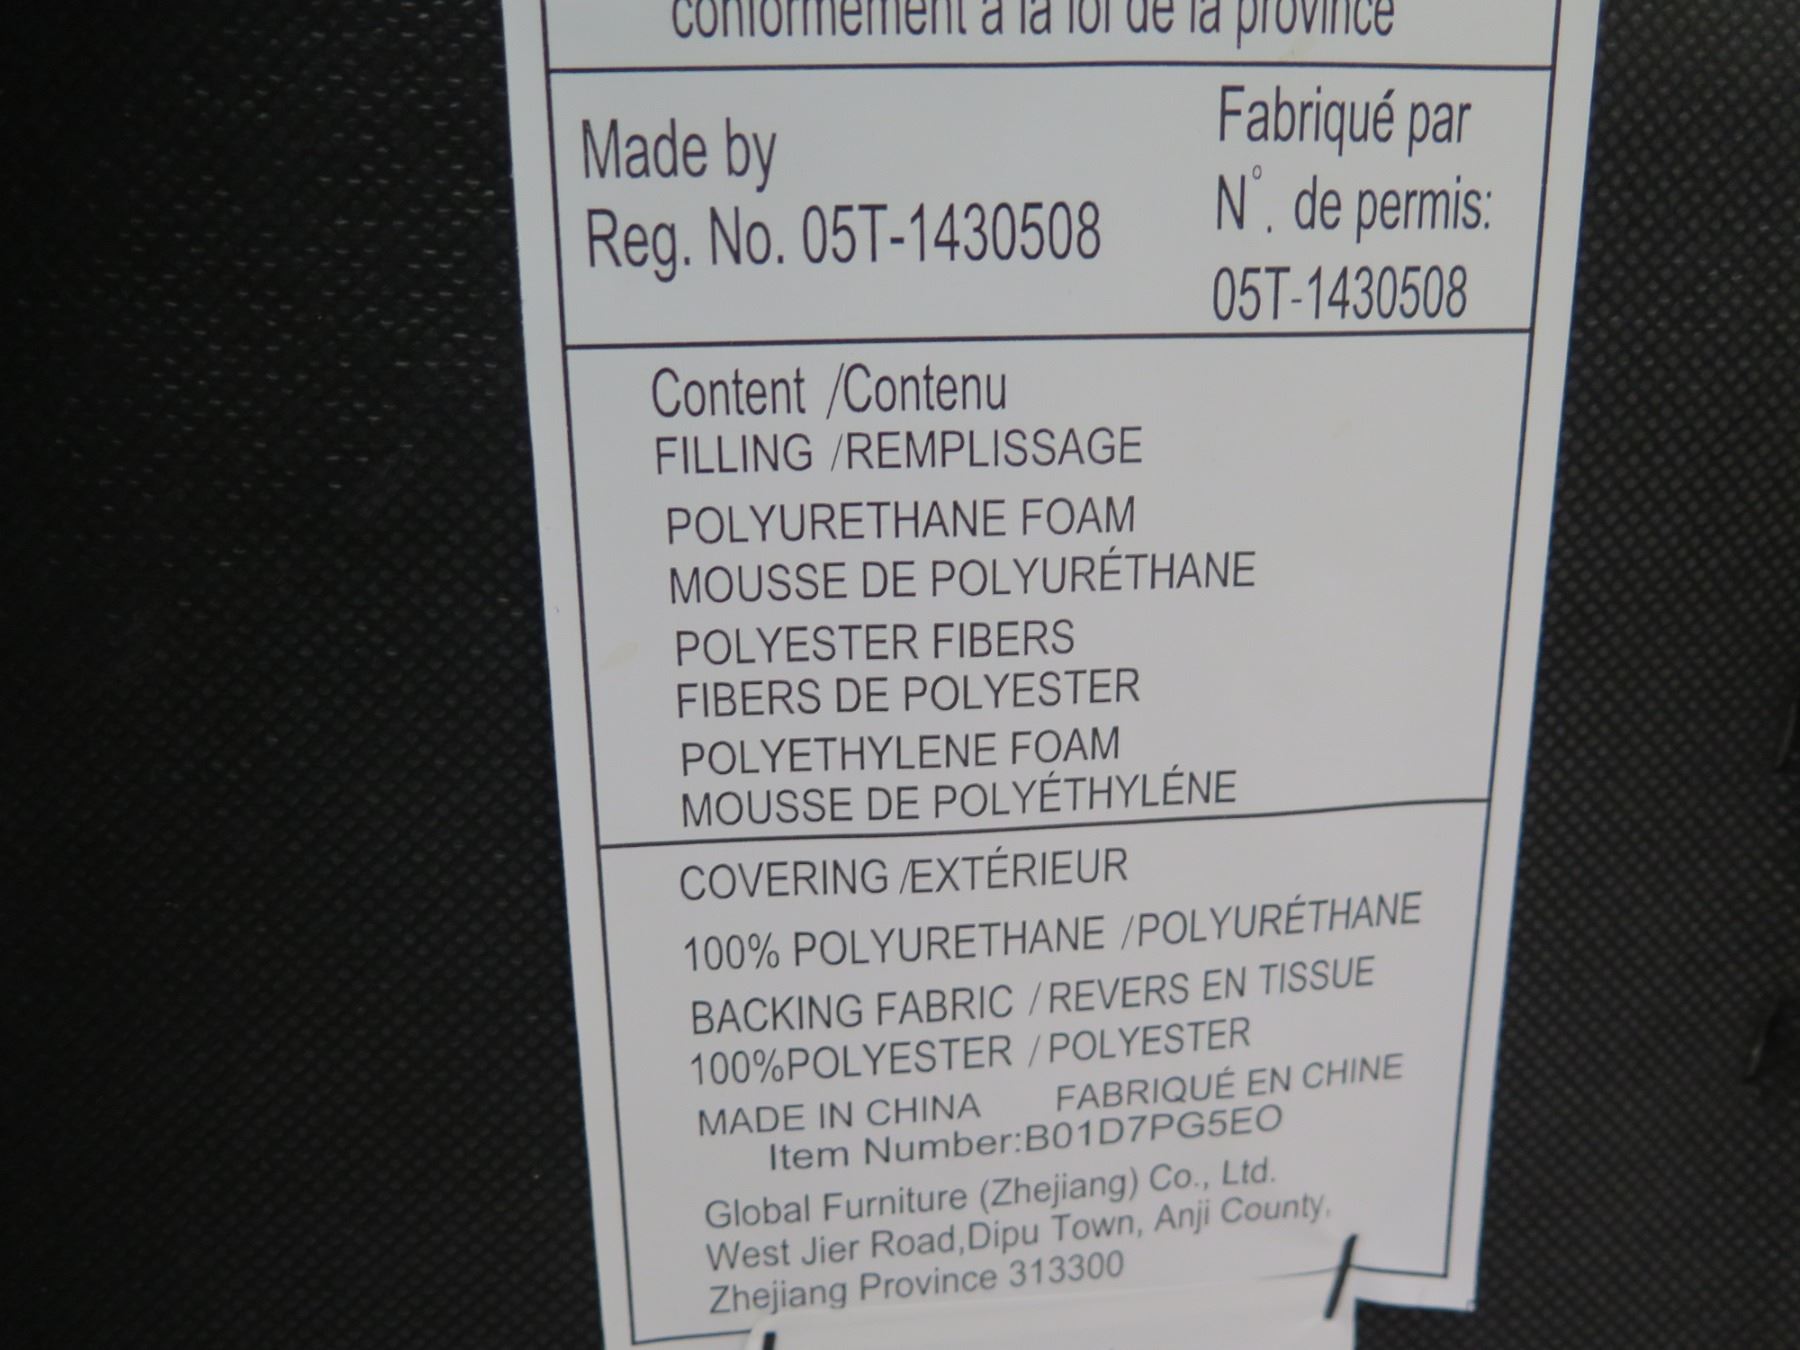 conformément à la loi de la province
Made by
Reg. No. 05T-1430508
Fabriqué par
N°. de permis:
05T-1430508
Content /Contenu
FILLING /REMPLISSAGE
POLYURETHANE FOAM
MOUSSE DE POLYURÉTHANE
POLYESTER FIBERS
FIBERS DE POLYESTER
POLYETHYLENE FOAM
MOUSSE DE POLYÉTHYLÉNE
COVERING /EXTÉRIEUR
100% POLYURETHANE /POLYURÉTHANE
BACKING FABRIC /REVERS EN TISSUE
100%POLYESTER /POLYESTER
MADE IN CHINA FABRIQUÉ EN CHINE
Item Number:B01D7PG5EO
Global Furniture (Zhejiang) Co., Ltd.
West Jier Road,Dipu Town, Anji County,
Zhejiang Province 313300